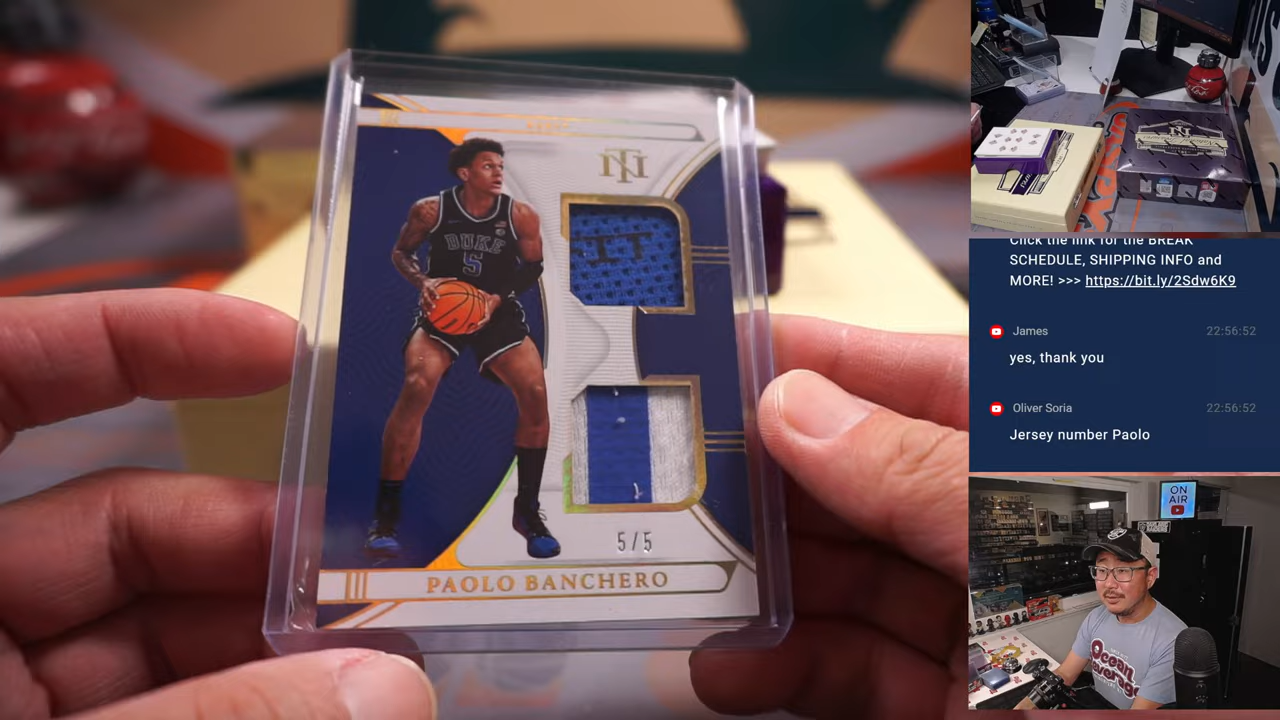 DUKE
5
5/5
PAOLO BANCHERO
Click the link for the BREAK
SCHEDULE, SHIPPING INFO and
MORE! >>> https://bit.ly/2Sdw6K9
James 22:56:52
yes, thank you
Oliver Soria 22:56:52
Jersey number Paolo
ON
AIR
Ocean
Beverage